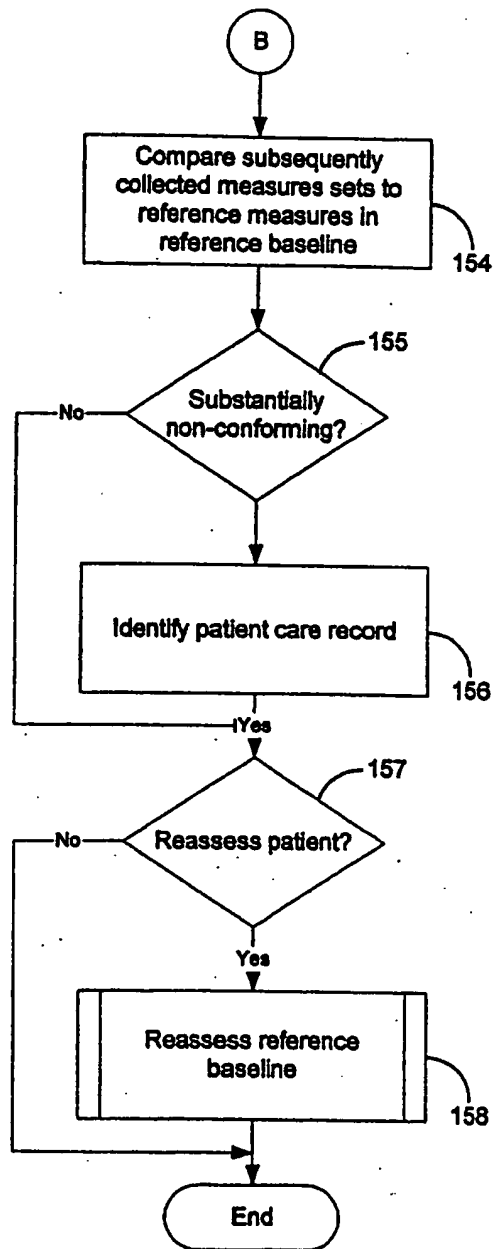 B
Compare subsequently
collected measures sets to
reference measures in
reference baseline
154
155
Substantially
non-conforming?
No
Identify patient care record
156
Yes
157
Reassess patient?
No
Yes
Reassess reference
baseline
158
End